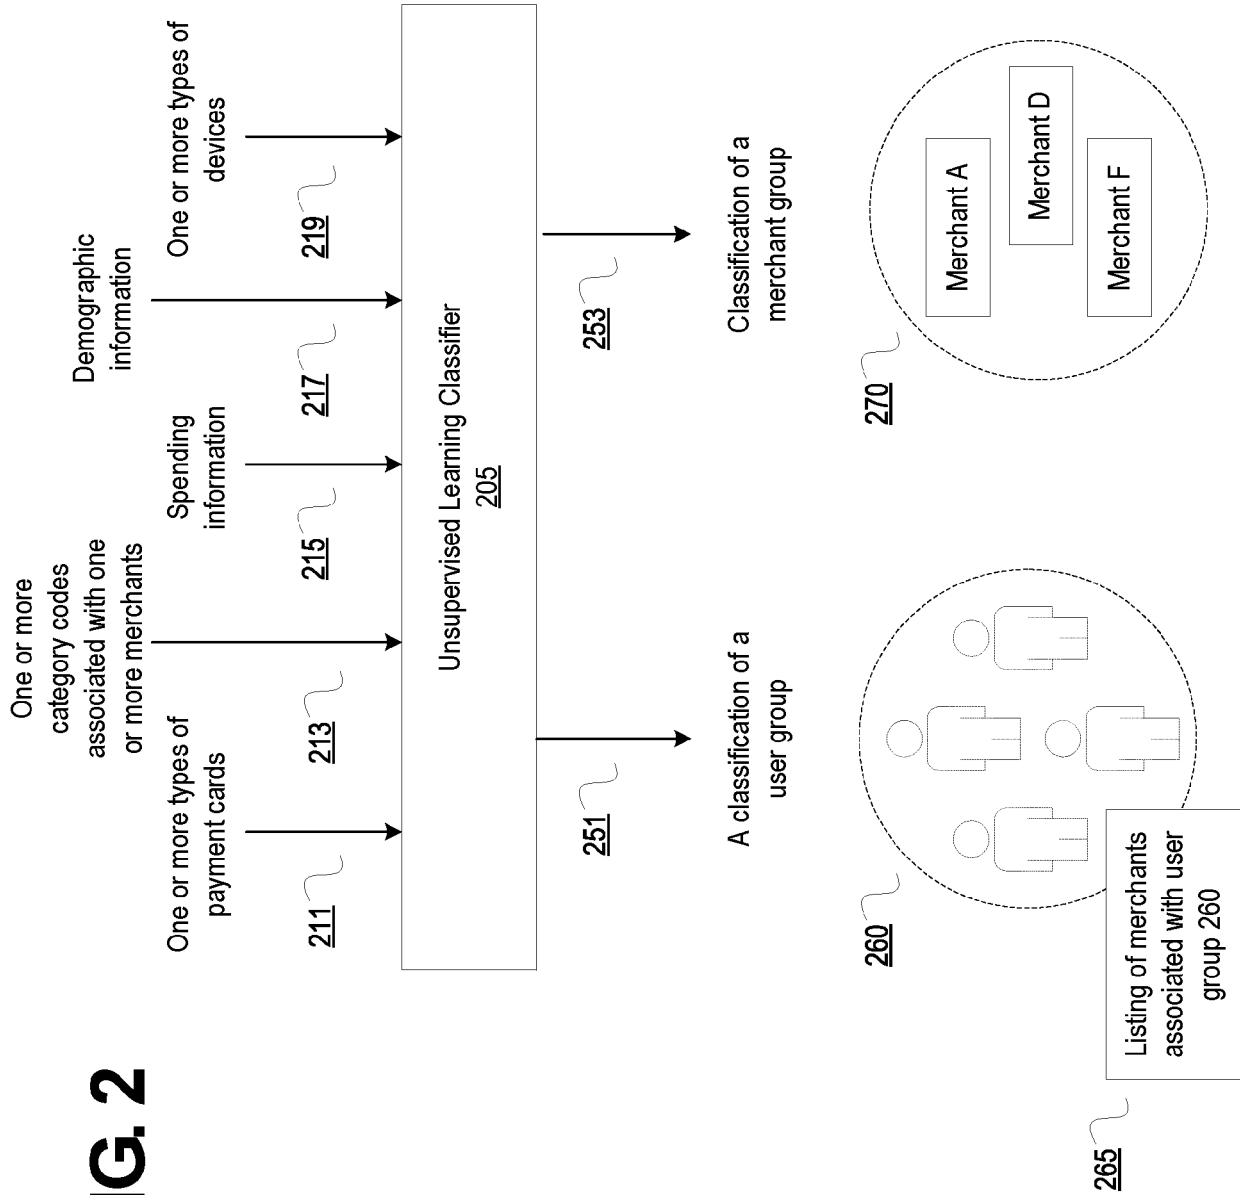 IG. 2
One or more types of
payment cards
211
One or more
category codes
associated with one
or more merchants
213
Spending
information
215
Demographic
information
217
One or more types of
devices
219
Unsupervised Learning Classifier
205
251
253
A classification of a
user group
Classification of a
merchant group
260
Listing of merchants
associated with user
group 260
265
270
Merchant A
Merchant D
Merchant F